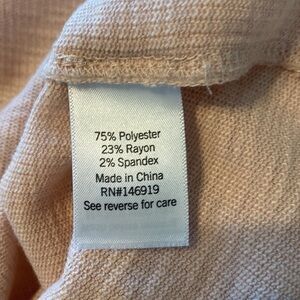 75% Polyester
23% Rayon
2% Spandex
Made in China
RN#146919
See reverse for care